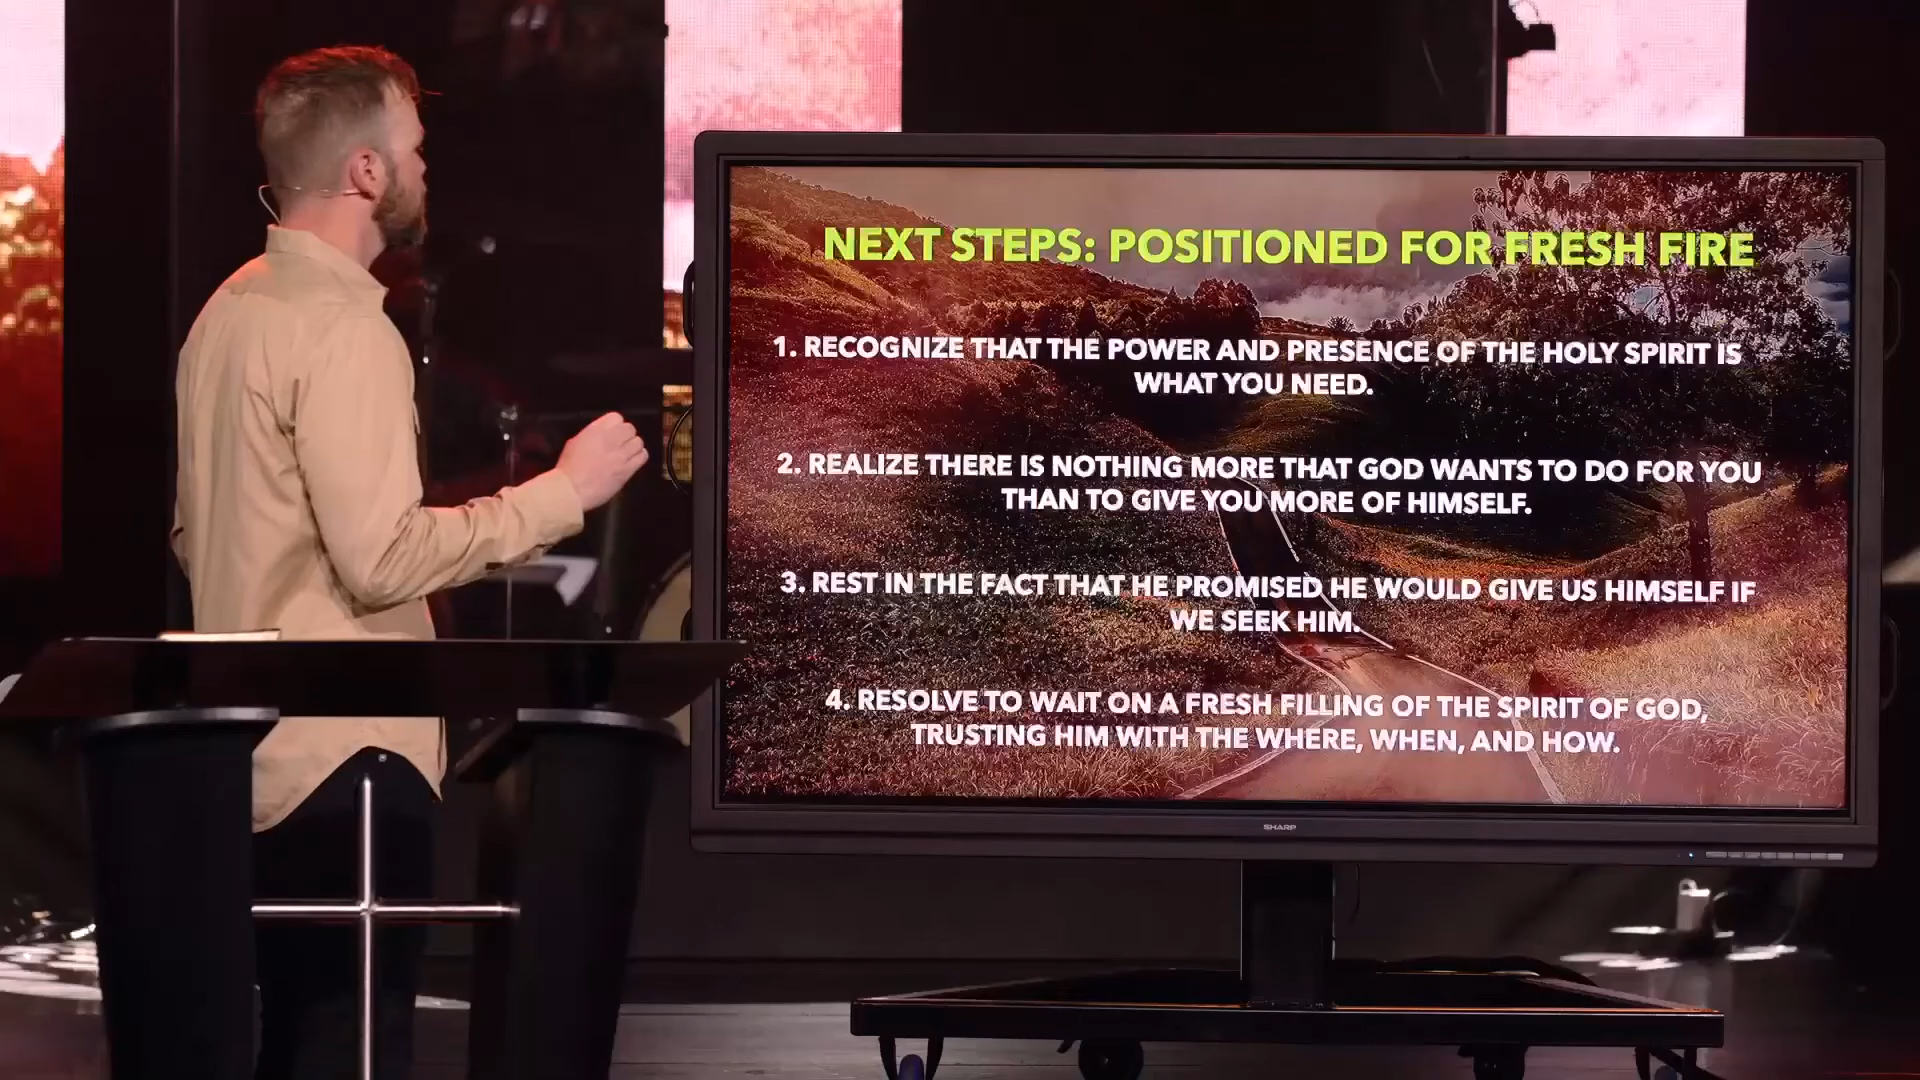 NEXT STEPS: POSITIONED FOR FRESH FIRE
1. RECOGNIZE THAT THE POWER AND PRESENCE OF THE HOLY SPIRIT IS
WHAT YOU NEED.
2. REALIZE THERE IS NOTHING MORE THAT GOD WANTS TO DO FOR YOU
THAN TO GIVE YOU MORE OF HIMSELF.
3. REST IN THE FACT THAT HE PROMISED HE WOULD GIVE US HIMSELF IF
WE SEEK HIM.
4. RESOLVE TO WAIT ON A FRESH FILLING OF THE SPIRIT OF GOD,
TRUSTING HIM WITH THE WHERE, WHEN, AND HOW.
SHARP